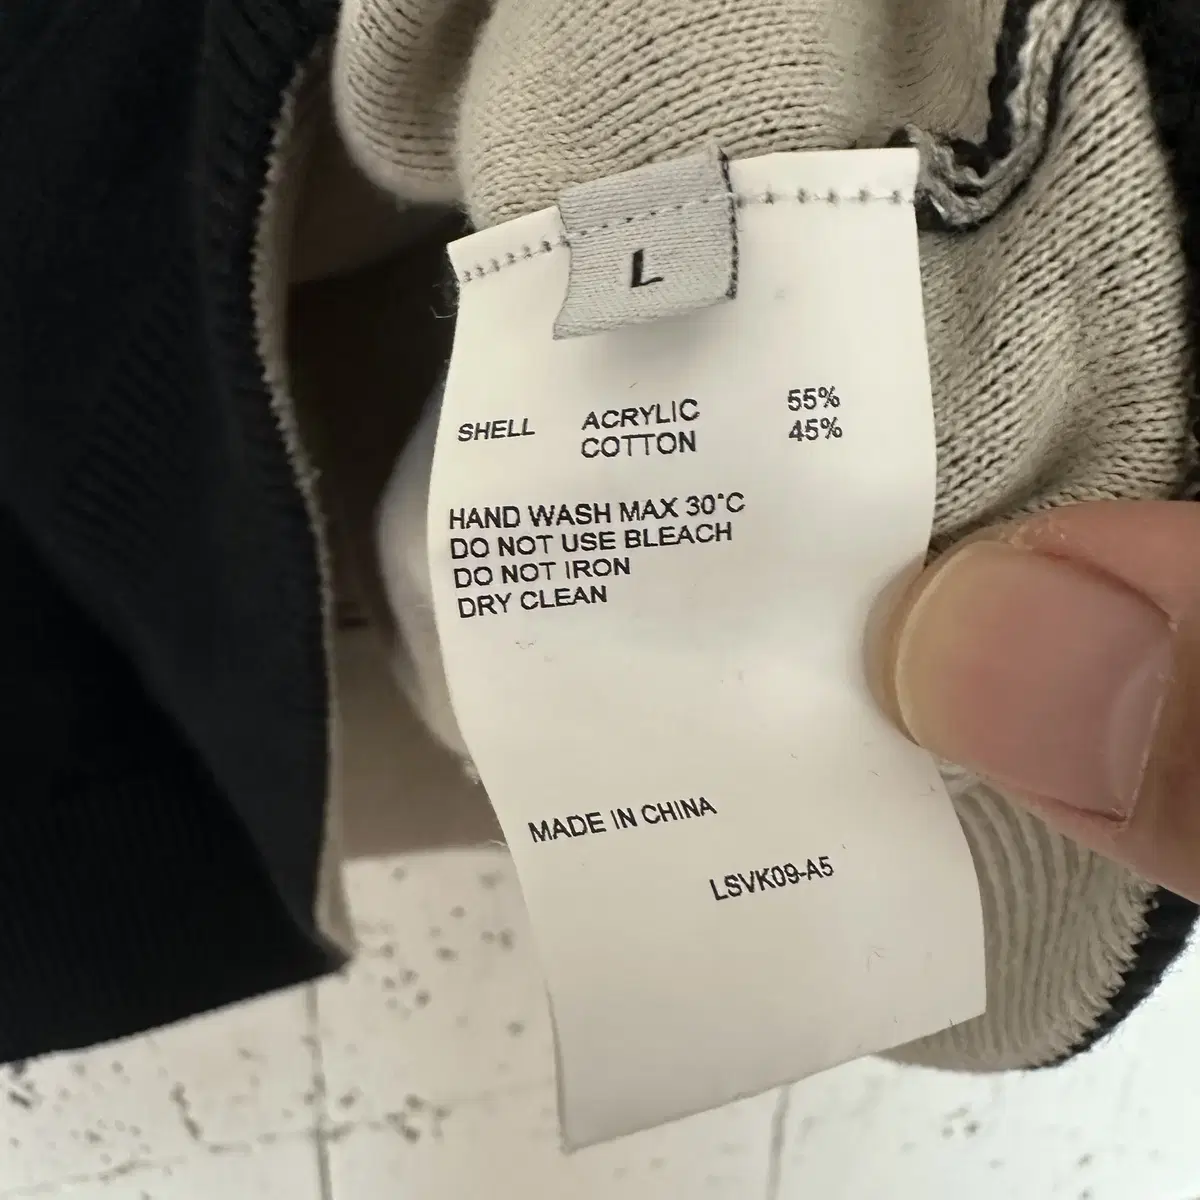 L
SHELL ACRYLIC 55%
COTTON 45%
HAND WASH MAX 30°C
DO NOT USE BLEACH
DO NOT IRON
DRY CLEAN
MADE IN CHINA
LSVK09-A5